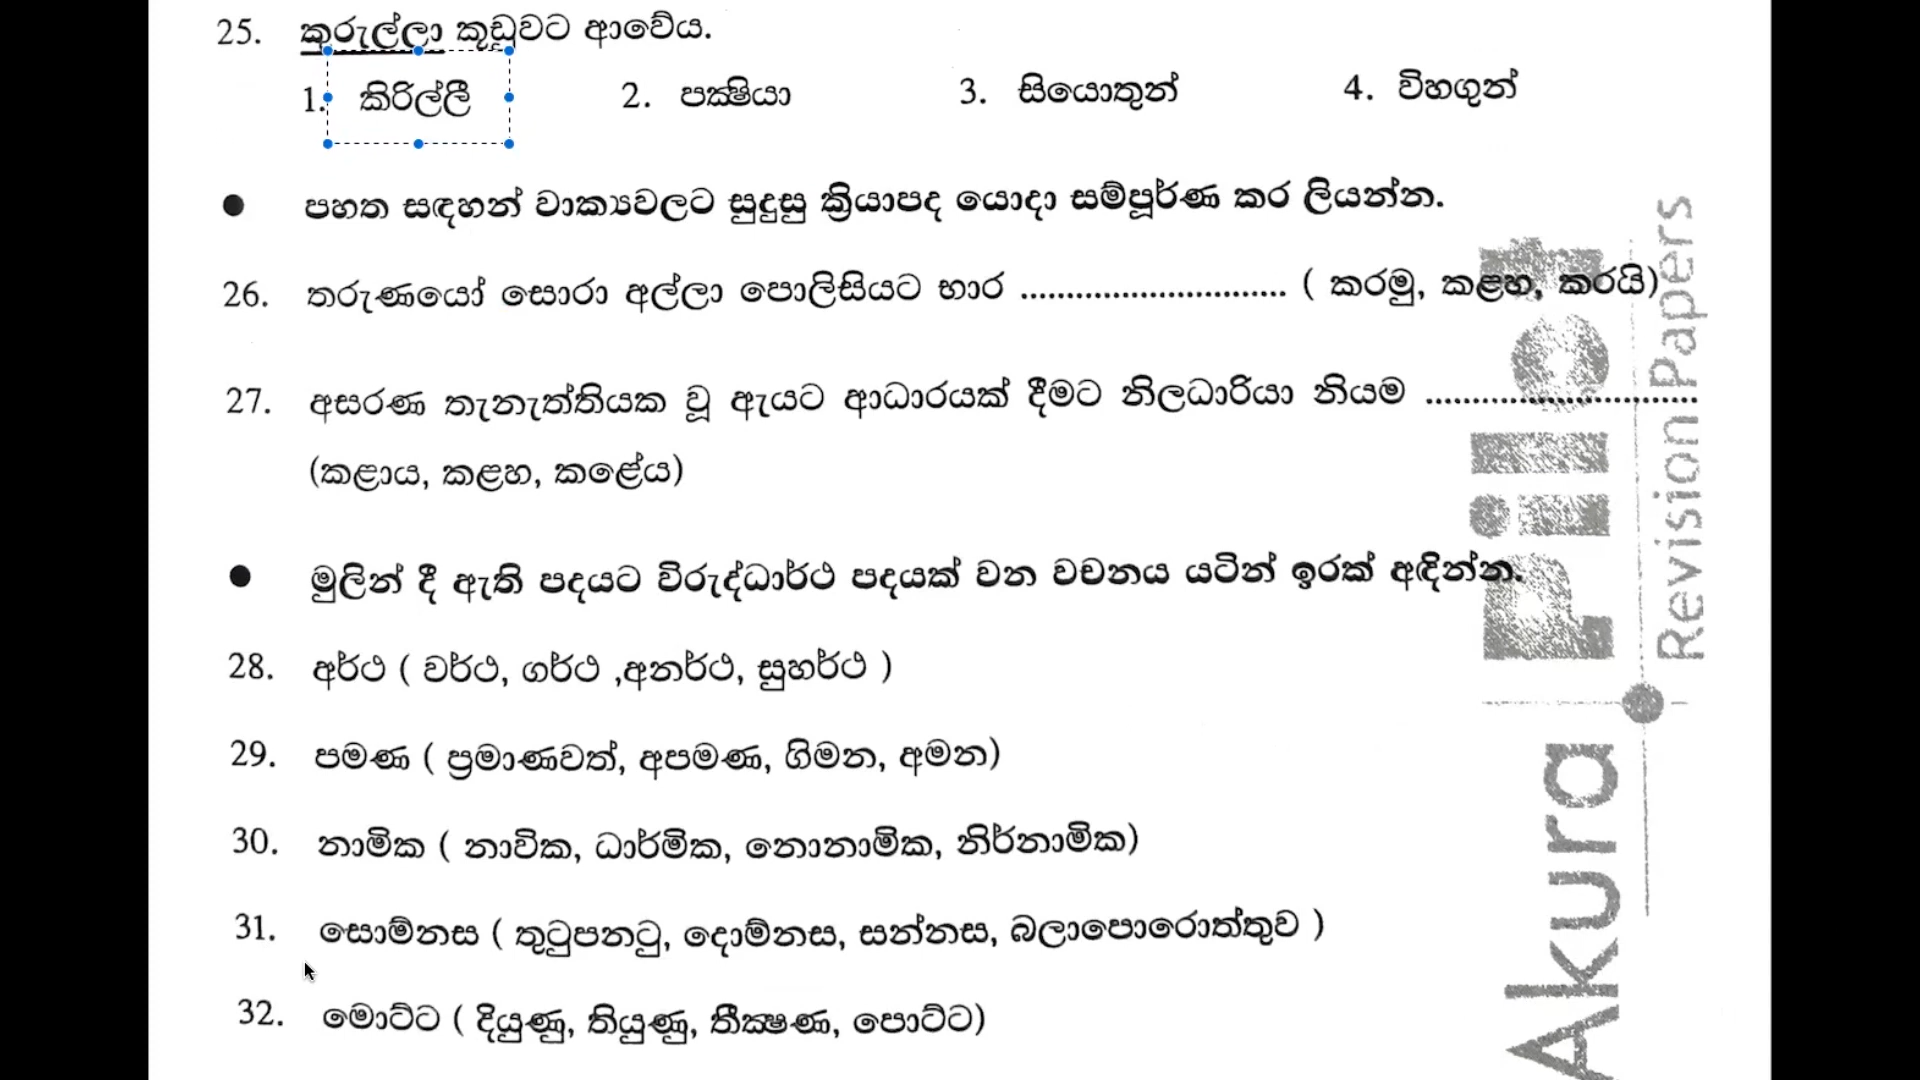 25. කුරුල්ලා කූඩුවට ආවේය.
1. කිරිල්ලී 2. පක්‍ෂියා 3. සියොතුන් 4. විහගුන්
● පහත සඳහන් වාක්‍යවලට සුදුසු ක්‍රියාපද යොදා සම්පූර්ණ කර ලියන්න.
26. තරුණයෝ සොරා අල්ලා පොලිසියට භාර ............................. ( කරමු, කළහ, කරයි)
27. අසරණ තැනැත්තියක වූ ඇයට ආධාරයක් දීමට නිලධාරියා නියම ..............................
(කළාය, කළහ, කළේය)
● මුලින් දී ඇති පදයට විරුද්ධාර්ථ පදයක් වන වචනය යටින් ඉරක් අඳින්න.
28. අර්ථ ( ව්‍යර්ථ, ගර්ථ ,අනර්ථ, සුහර්ථ )
29. පමණ ( ප්‍රමාණවත්, අපමණ, ගිමන, අමන)
30. නාමික ( නාවික, ධාර්මික, නොනාමික, නිර්නාමික)
31. සොම්නස ( තුටුපහටු, දොම්නස, සන්නස, බලාපොරොත්තුව )
32. මොට්ට ( දියුණු, තියුණු, තීක්‍ෂණ, පොට්ට)
Akura Pilot
Revision Papers